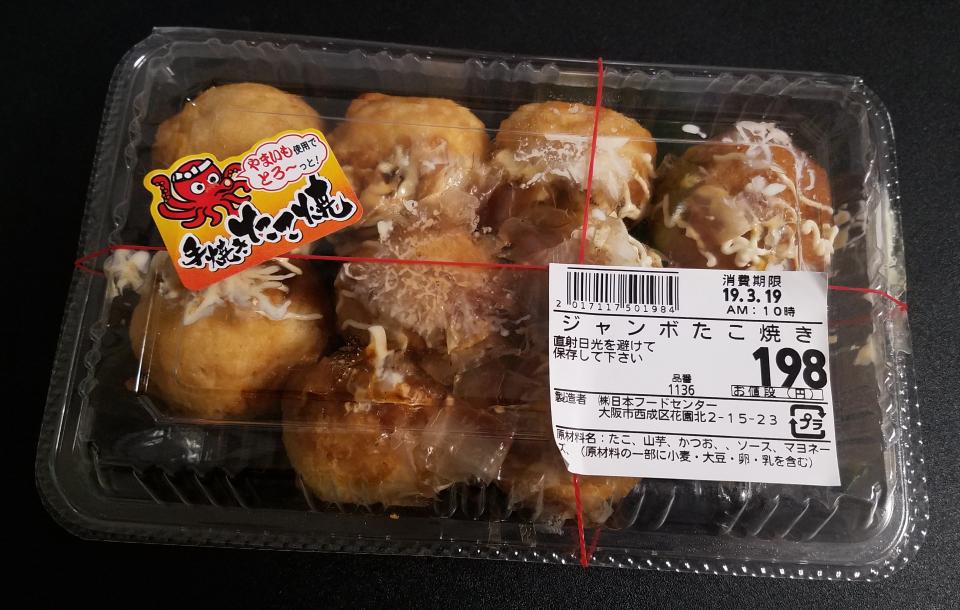 やまいも使用で
とろ〜っと！
手焼きたこ焼
消費期限
19.3.19
AM：10時
2 017117 501984
ジャンボたこ焼き
直射日光を避けて
保存して下さい
198
品番
1136
お値段（円）
製造者 ㈱日本フードセンター
大阪市西成区花園北2-15-23
プラ
原材料名：たこ、山芋、かつお、、ソース、マヨネー
ズ、（原材料の一部に小麦・大豆・卵・乳を含む）